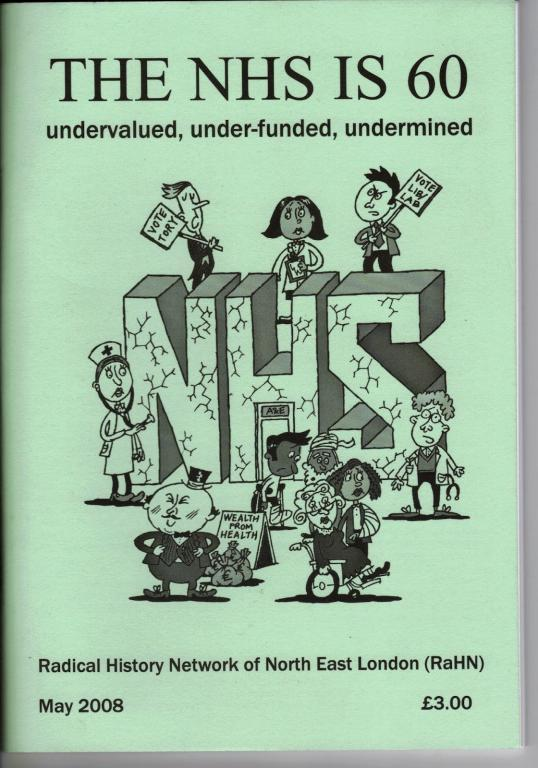 THE NHS IS 60
undervalued, under-funded, undermined
VOTE
TORY
VOTE
LIB/
LAB
NHS
A&E
WEALTH
FROM
HEALTH
£
Radical History Network of North East London (RaHN)
May 2008
£3.00